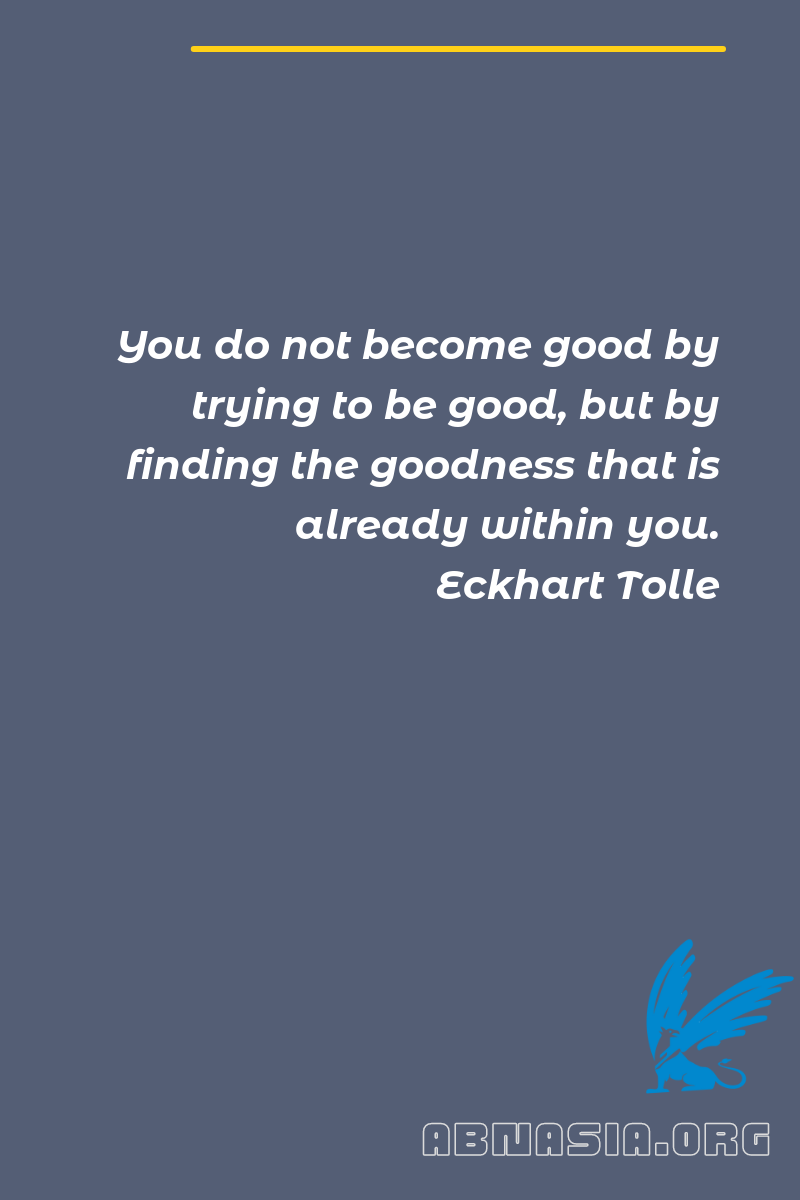 You do not become good by
trying to be good, but by
finding the goodness that is
already within you.
Eckhart Tolle
ABNASIA.ORG